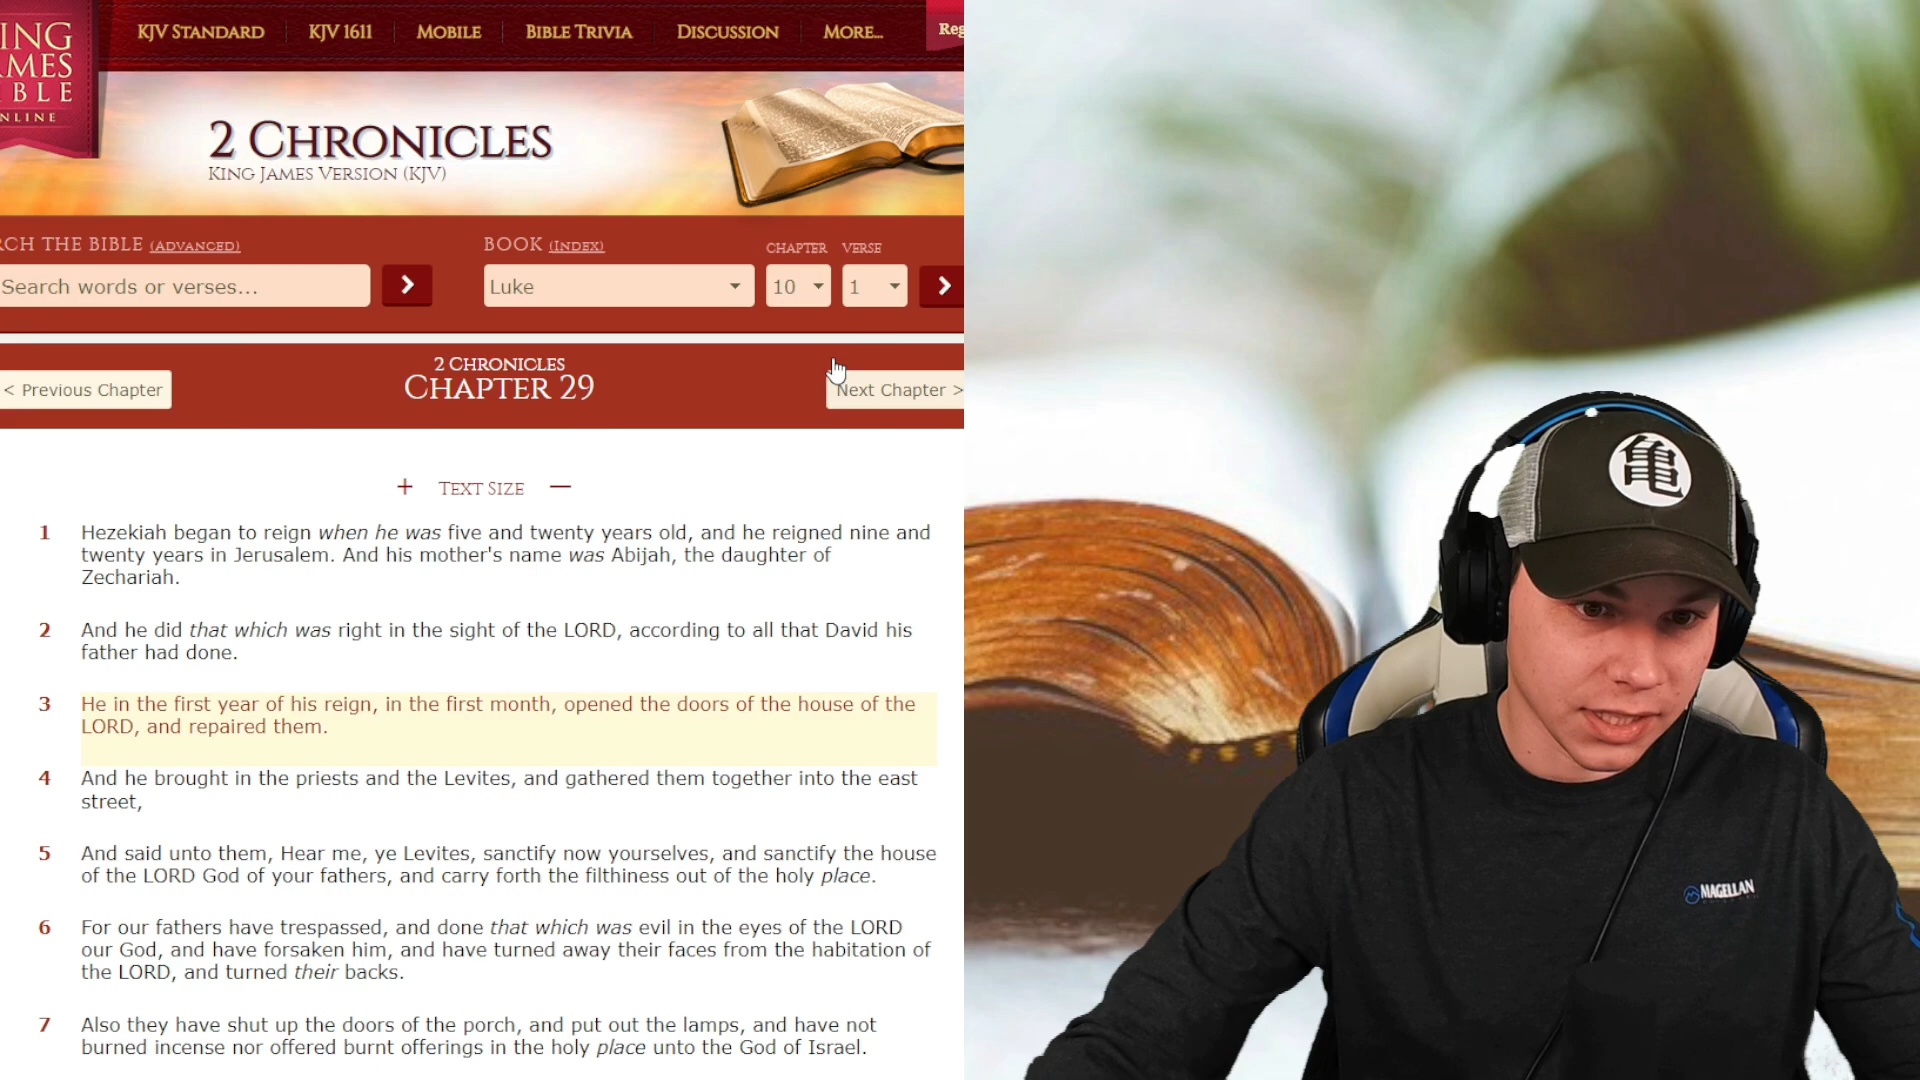 KING
JAMES
BIBLE
ONLINE
KJV STANDARD
KJV 1611
MOBILE
BIBLE TRIVIA
DISCUSSION
MORE...
2 CHRONICLES
KING JAMES VERSION (KJV)
RCH THE BIBLE (ADVANCED)
BOOK (INDEX)
CHAPTER
VERSE
Search words or verses...
Luke
10
1
2 CHRONICLES
< Previous Chapter
CHAPTER 29
Next Chapter >
+ TEXT SIZE —
1 Hezekiah began to reign when he was five and twenty years old, and he reigned nine and
twenty years in Jerusalem. And his mother's name was Abijah, the daughter of
Zechariah.
2 And he did that which was right in the sight of the LORD, according to all that David his
father had done.
3 He in the first year of his reign, in the first month, opened the doors of the house of the
LORD, and repaired them.
4 And he brought in the priests and the Levites, and gathered them together into the east
street,
5 And said unto them, Hear me, ye Levites, sanctify now yourselves, and sanctify the house
of the LORD God of your fathers, and carry forth the filthiness out of the holy place.
6 For our fathers have trespassed, and done that which was evil in the eyes of the LORD
our God, and have forsaken him, and have turned away their faces from the habitation of
the LORD, and turned their backs.
7 Also they have shut up the doors of the porch, and put out the lamps, and have not
burned incense nor offered burnt offerings in the holy place unto the God of Israel.
亀
MAGELLAN